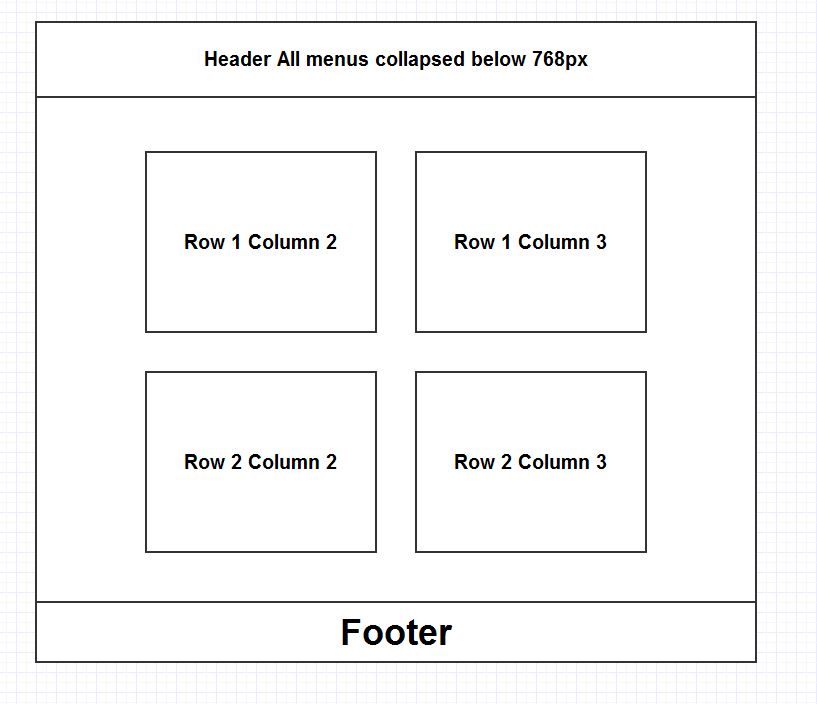 Header All menus collapsed below 768px
Row 1 Column 2
Row 1 Column 3
Row 2 Column 2
Row 2 Column 3
Footer